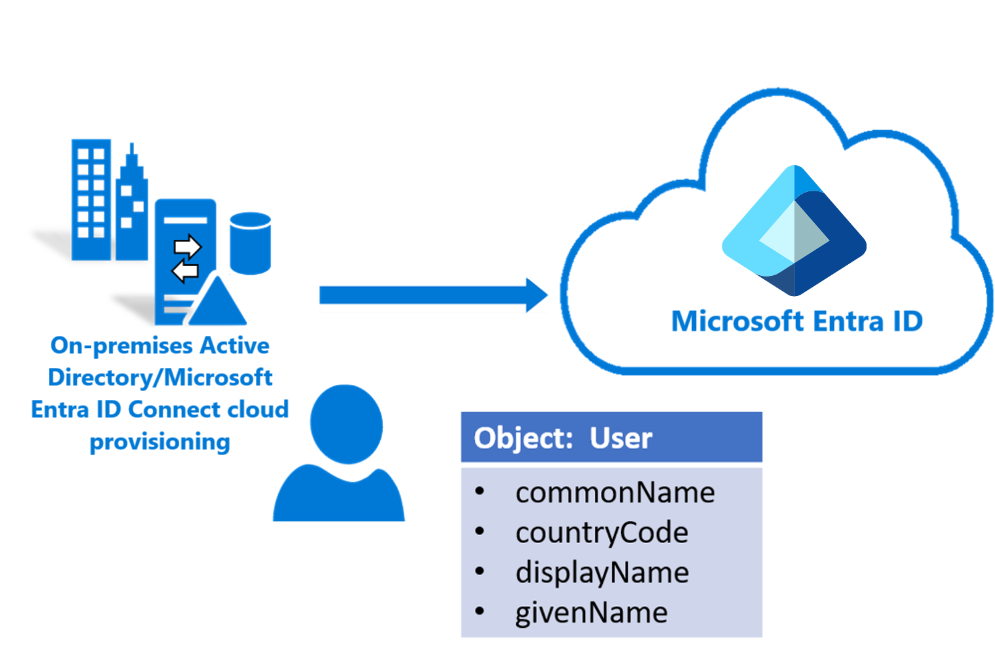 Microsoft Entra ID
On-premises Active
Directory/Microsoft
Entra ID Connect cloud
provisioning
Object: User
• commonName
• countryCode
• displayName
• givenName